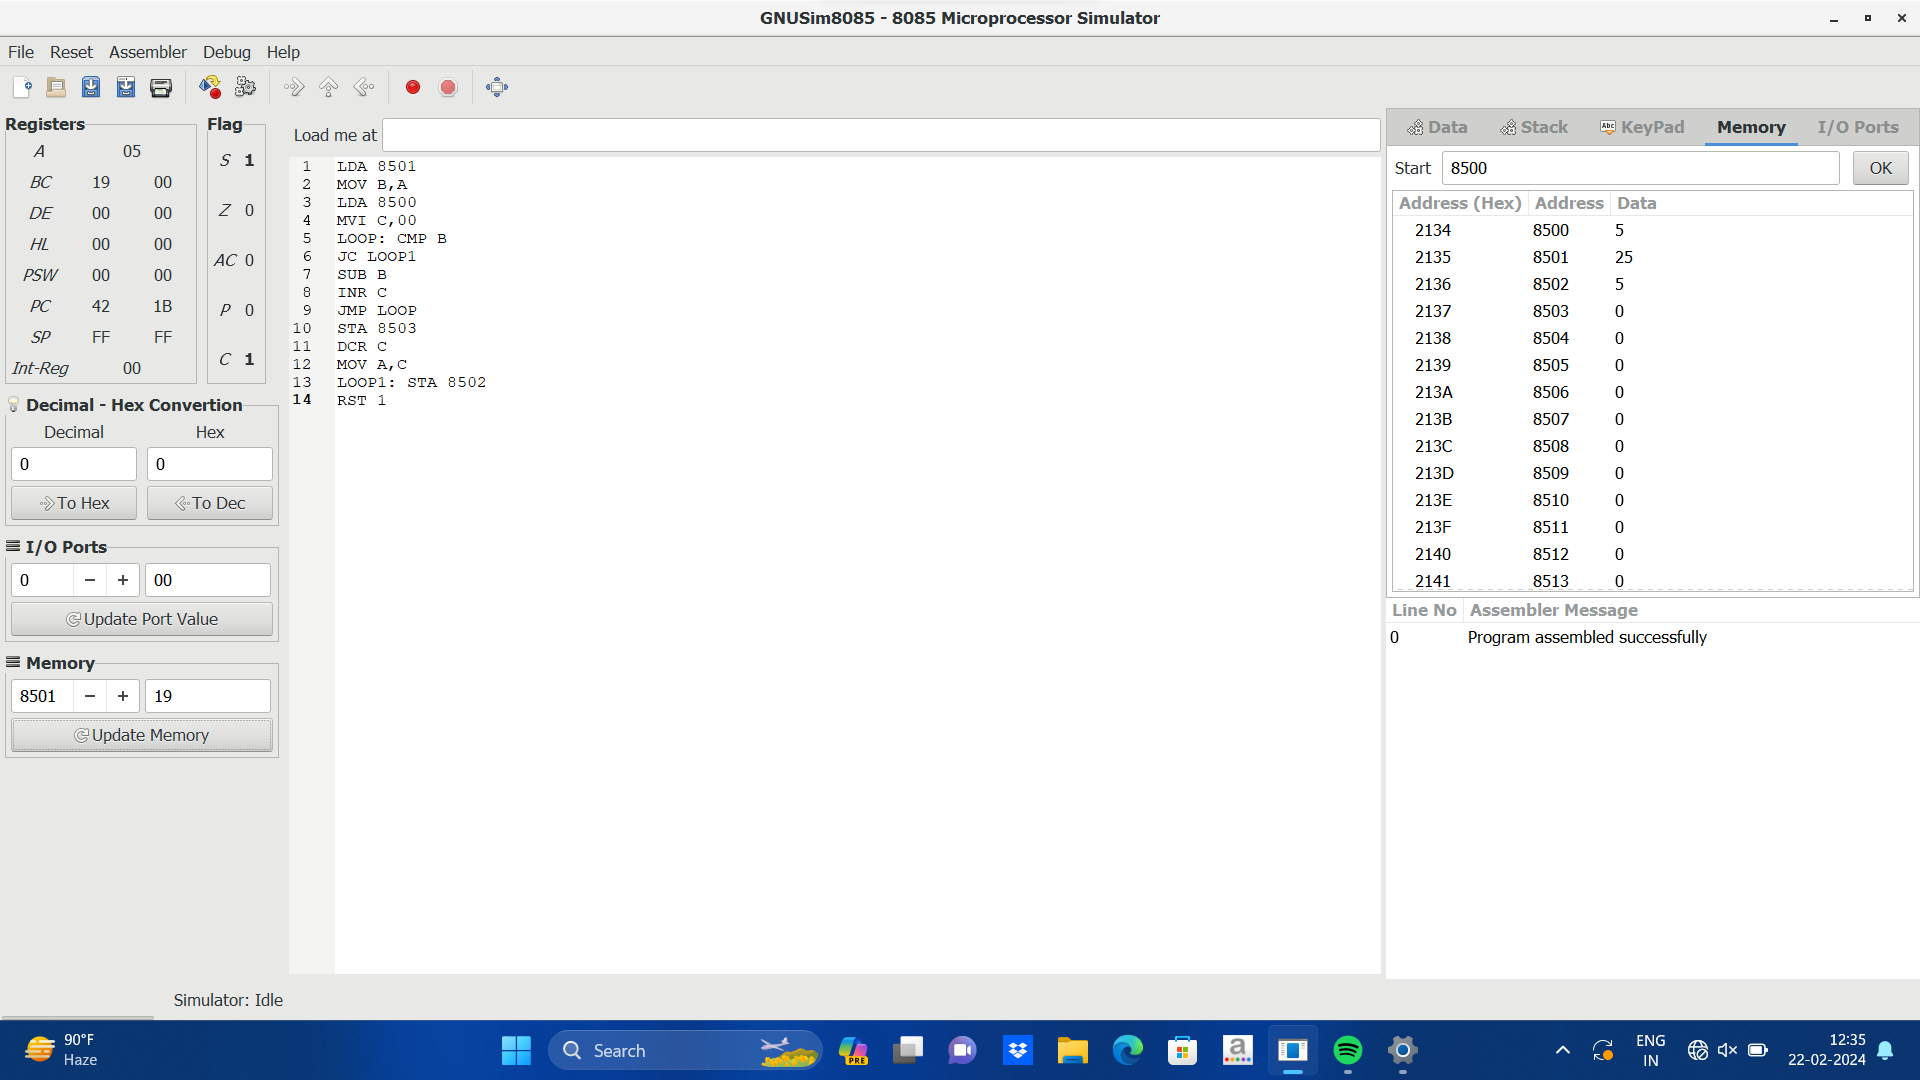 GNUSim8085 - 8085 Microprocessor Simulator
File Reset Assembler Debug Help
Registers
A 05
BC 19 00
DE 00 00
HL 00 00
PSW 00 00
PC 42 1B
SP FF FF
Int-Reg 00
Flag
S 1
Z 0
AC 0
P 0
C 1
Decimal - Hex Convertion
Decimal Hex
0 0
To Hex To Dec
I/O Ports
0 − + 00
Update Port Value
Memory
8501 − + 19
Update Memory
Load me at
1 LDA 8501
2 MOV B,A
3 LDA 8500
4 MVI C,00
5 LOOP: CMP B
6 JC LOOP1
7 SUB B
8 INR C
9 JMP LOOP
10 STA 8503
11 DCR C
12 MOV A,C
13 LOOP1: STA 8502
14 RST 1
Data Stack Abc KeyPad Memory I/O Ports
Start 8500 OK
Address (Hex) Address Data
2134 8500 5
2135 8501 25
2136 8502 5
2137 8503 0
2138 8504 0
2139 8505 0
213A 8506 0
213B 8507 0
213C 8508 0
213D 8509 0
213E 8510 0
213F 8511 0
2140 8512 0
2141 8513 0
Line No Assembler Message
0 Program assembled successfully
Simulator: Idle
90°F
Haze
Search
PRE
a
ENG
IN
12:35
22-02-2024